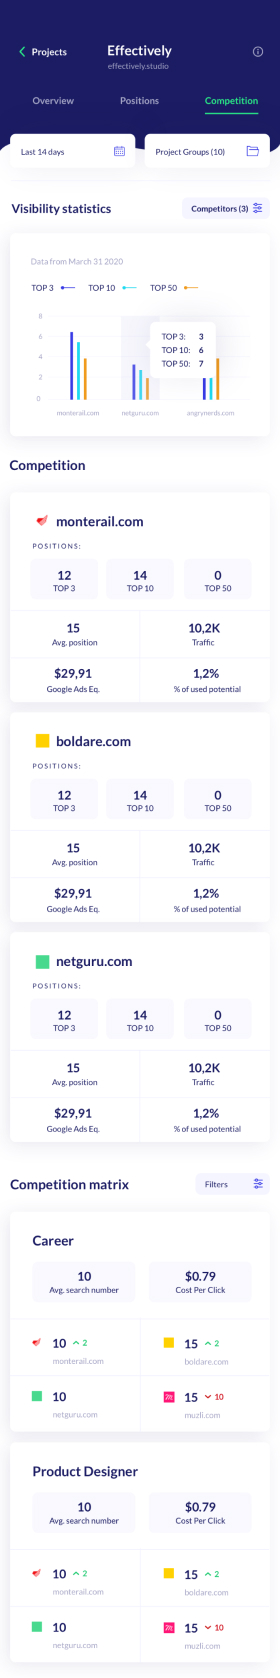 Projects
Effectively
effectively.studio
Overview
Positions
Competition
Last 14 days
Project Groups (10)
Visibility statistics
Competitors (3)
Data from March 31 2020
TOP 3
TOP 10
TOP 50
8
6
4
2
0
TOP 3: 3
TOP 10: 6
TOP 50: 7
monterail.com
netguru.com
angrynerds.com
Competition
monterail.com
POSITIONS:
12
TOP 3
14
TOP 10
0
TOP 50
15
Avg. position
10,2K
Traffic
$29,91
Google Ads Eq.
1,2%
% of used potential
boldare.com
POSITIONS:
12
TOP 3
14
TOP 10
0
TOP 50
15
Avg. position
10,2K
Traffic
$29,91
Google Ads Eq.
1,2%
% of used potential
netguru.com
POSITIONS:
12
TOP 3
14
TOP 10
0
TOP 50
15
Avg. position
10,2K
Traffic
$29,91
Google Ads Eq.
1,2%
% of used potential
Competition matrix
Filters
Career
10
Avg. search number
$0.79
Cost Per Click
10 2
monterail.com
15 2
boldare.com
10
netguru.com
15 10
muzli.com
Product Designer
10
Avg. search number
$0.79
Cost Per Click
10 2
monterail.com
15 2
boldare.com
10
netguru.com
15 10
muzli.com